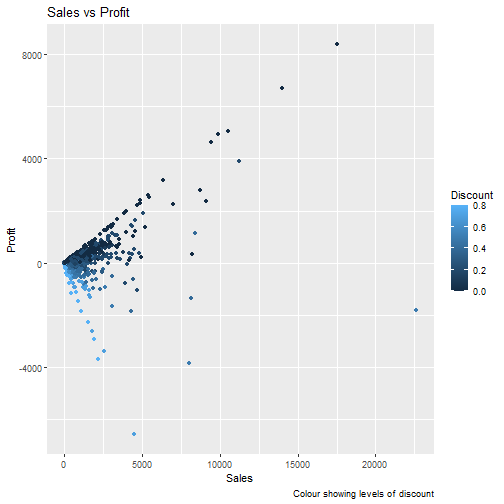 Sales vs Profit
8000
4000
0
-4000
Profit
0
5000
10000
15000
20000
Sales
Discount
0.8
0.6
0.4
0.2
0.0
Colour showing levels of discount